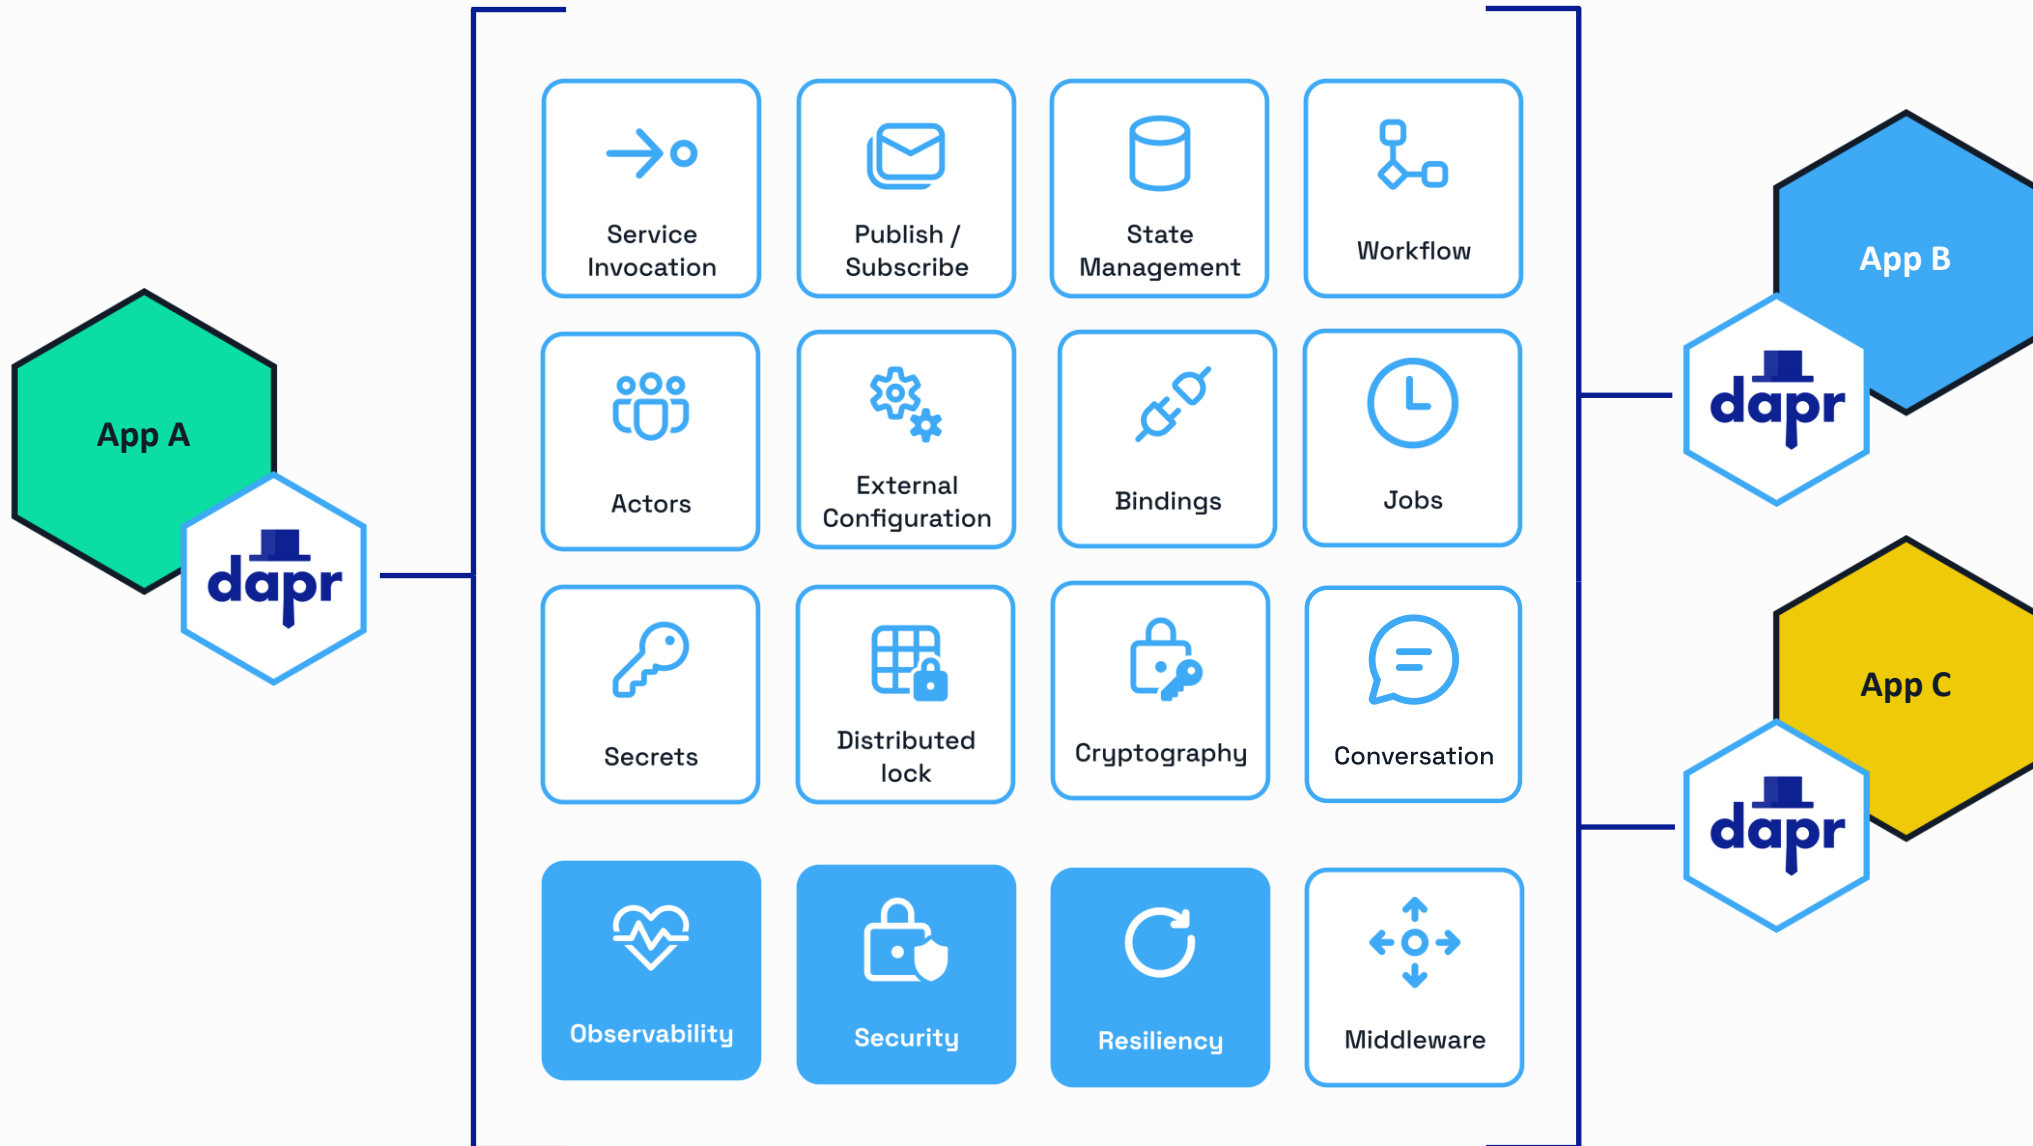 App A
dapr
Service
Invocation
Publish /
Subscribe
State
Management
Workflow
Actors
External
Configuration
Bindings
Jobs
Secrets
Distributed
lock
Cryptography
Conversation
Observability
Security
Resiliency
Middleware
App B
dapr
App C
dapr